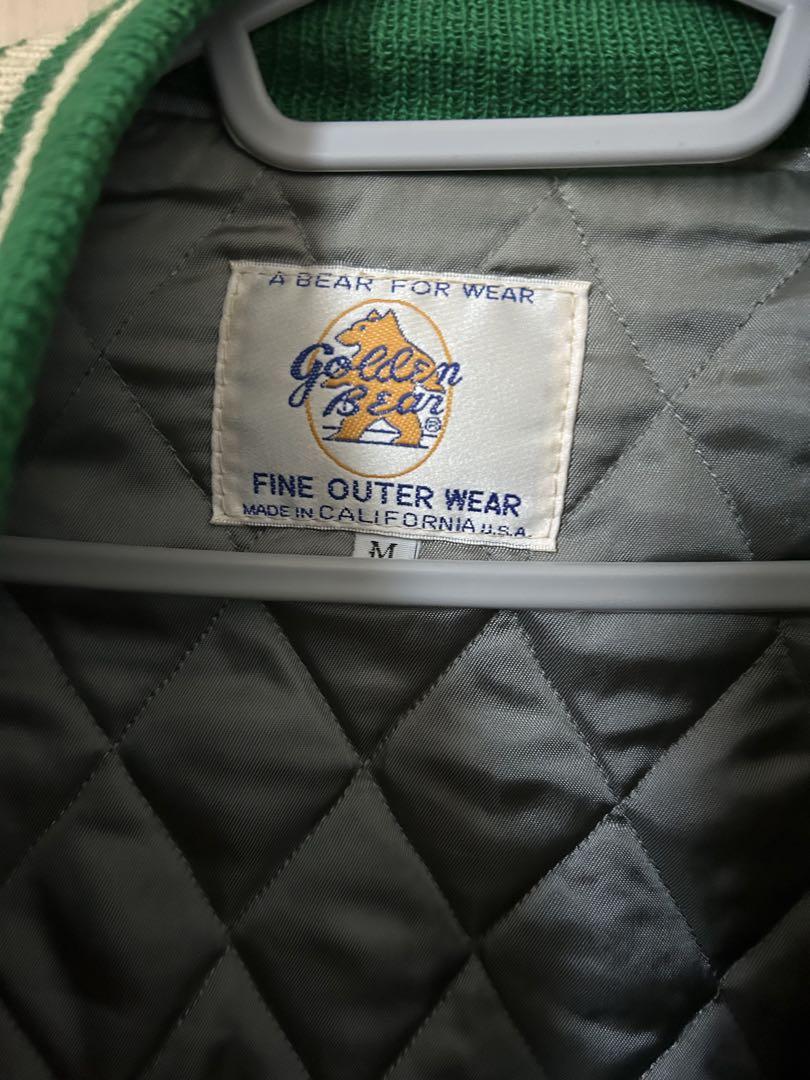 A BEAR FOR WEAR
Golden
Bear®
FINE OUTER WEAR
MADE IN CALIFORNIA U.S.A.
M